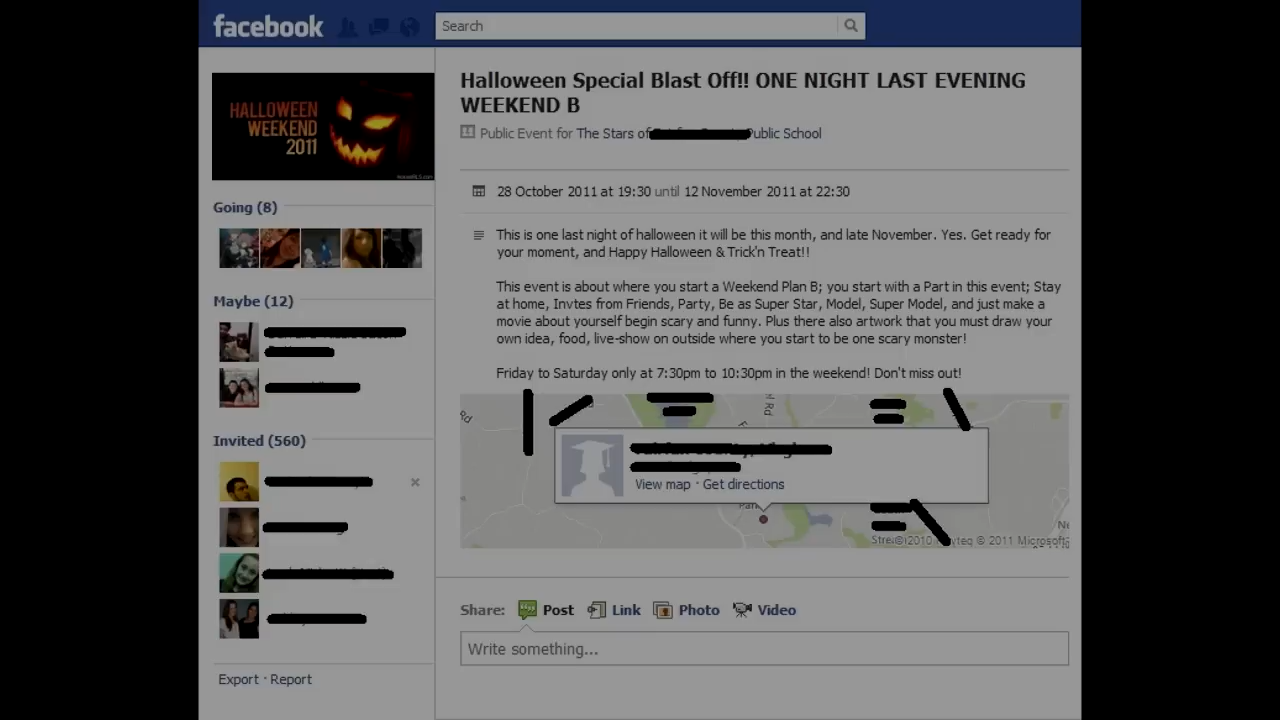 facebook
Search
HALLOWEEN
WEEKEND
2011
Going (8)
Maybe (12)
Invited (560)
Export · Report
Halloween Special Blast Off!! ONE NIGHT LAST EVENING
WEEKEND B
Public Event for The Stars of Public School
28 October 2011 at 19:30 until 12 November 2011 at 22:30
This is one last night of halloween it will be this month, and late November. Yes. Get ready for
your moment, and Happy Halloween & Trick'n Treat!!
This event is about where you start a Weekend Plan B; you start with a Part in this event; Stay
at home, Invtes from Friends, Party, Be as Super Star, Model, Super Model, and just make a
movie about yourself begin scary and funny. Plus there also artwork that you must draw your
own idea, food, live-show on outside where you start to be one scary monster!
Friday to Saturday only at 7:30pm to 10:30pm in the weekend! Don't miss out!
Rd
Rd
View map · Get directions
© 2011 Microsoft
Share: Post Link Photo Video
Write something...